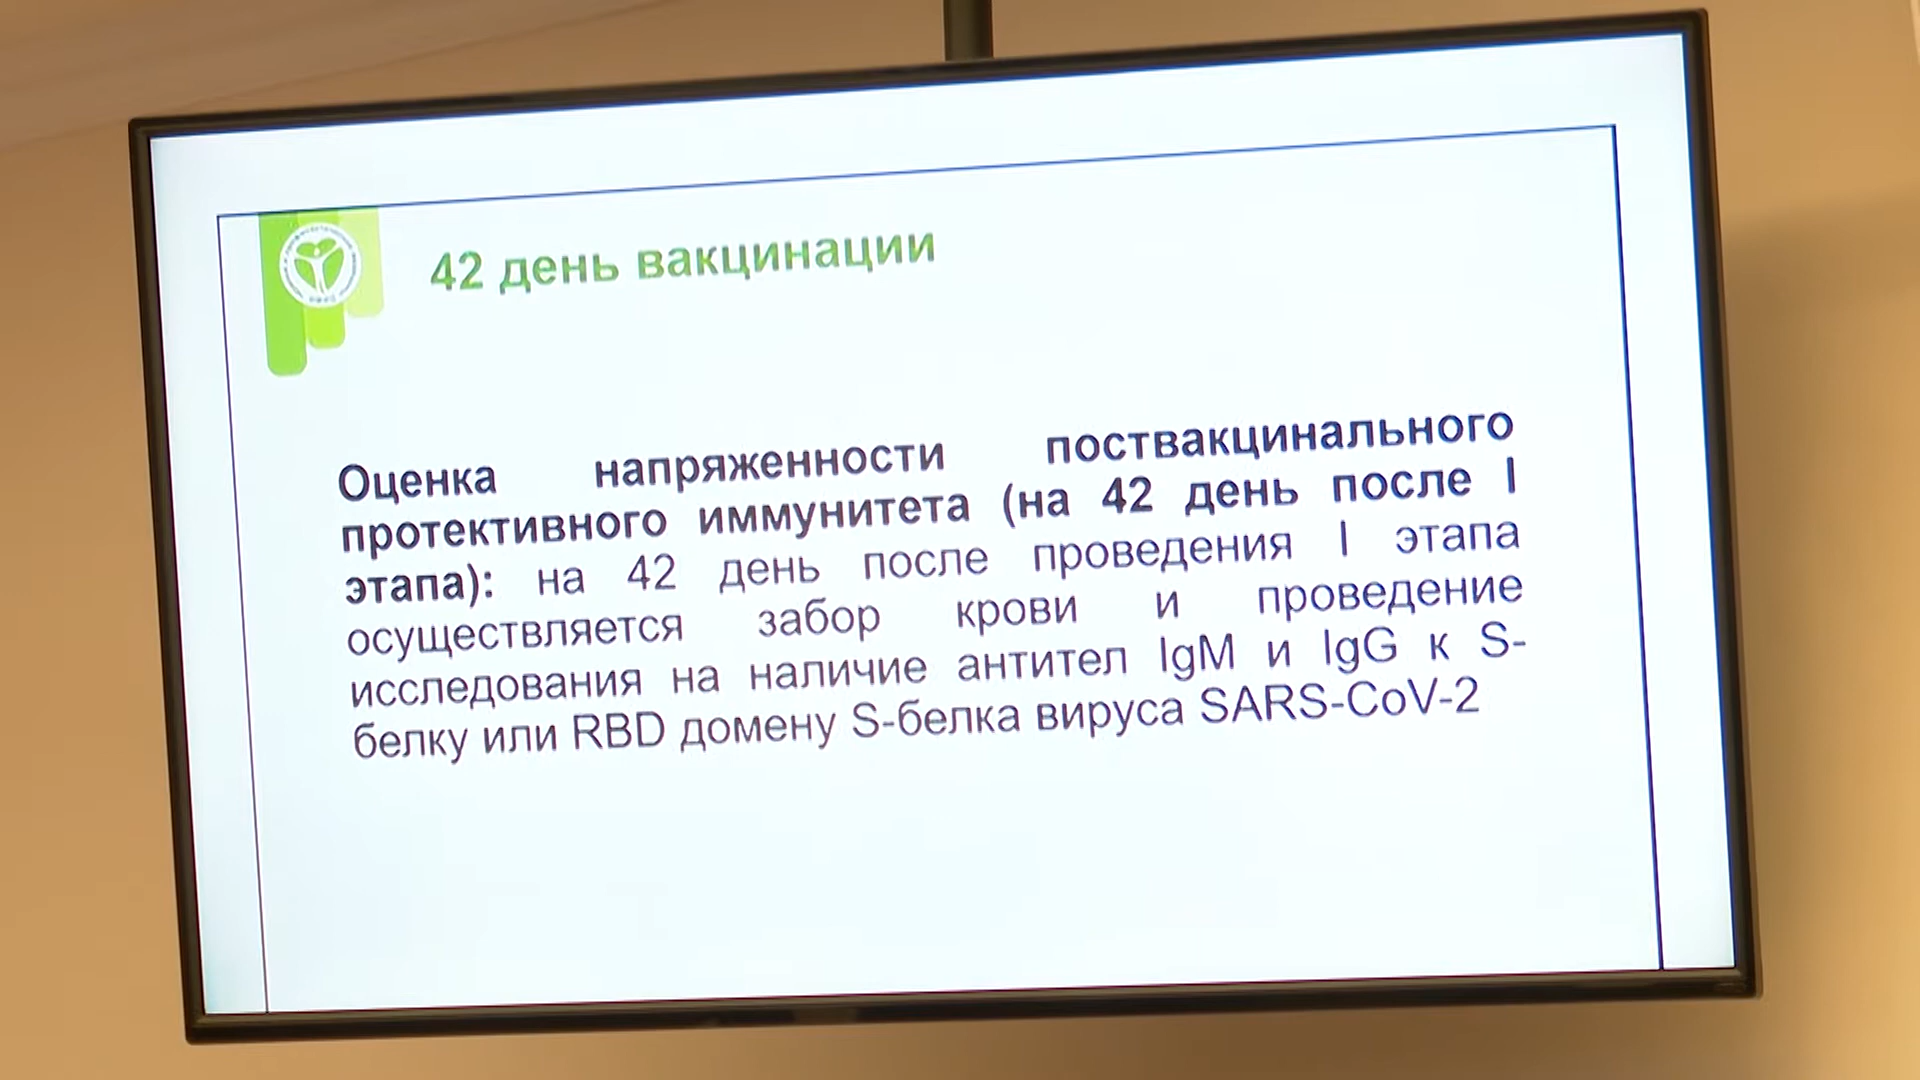 42 день вакцинации
Оценка напряженности поствакцинального
протективного иммунитета (на 42 день после I
этапа): на 42 день после проведения I этапа
осуществляется забор крови и проведение
исследования на наличие антител IgM и IgG к S-
белку или RBD домену S-белка вируса SARS-CoV-2